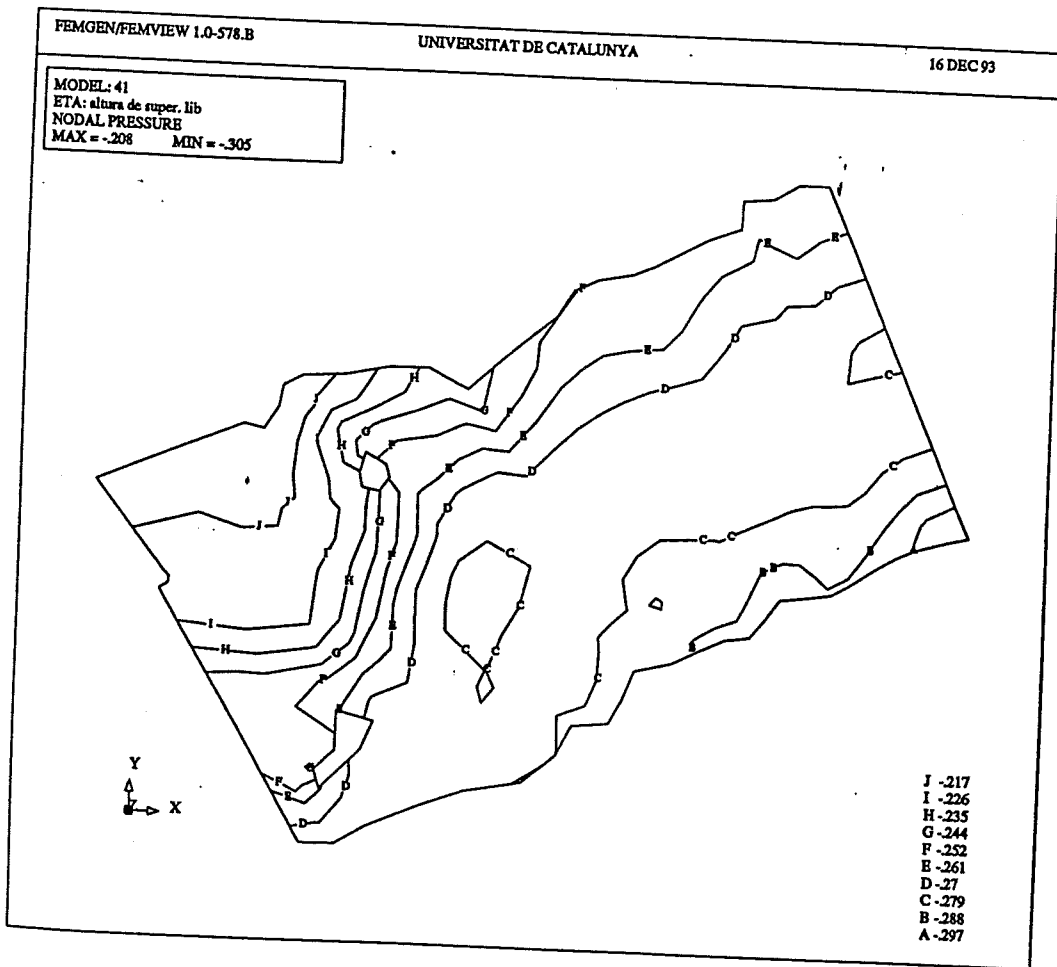 FEMGEN/FEMVIEW 1.0-578.B
UNIVERSITAT DE CATALUNYA
16 DEC 93
MODEL: 41
ETA: altura de super. lib
NODAL PRESSURE
MAX = -.208 MIN = -.305
Y
Z X
J -.217
I -.226
H -.235
G -.244
F -.252
E -.261
D -.27
C -.279
B -.288
A -.297